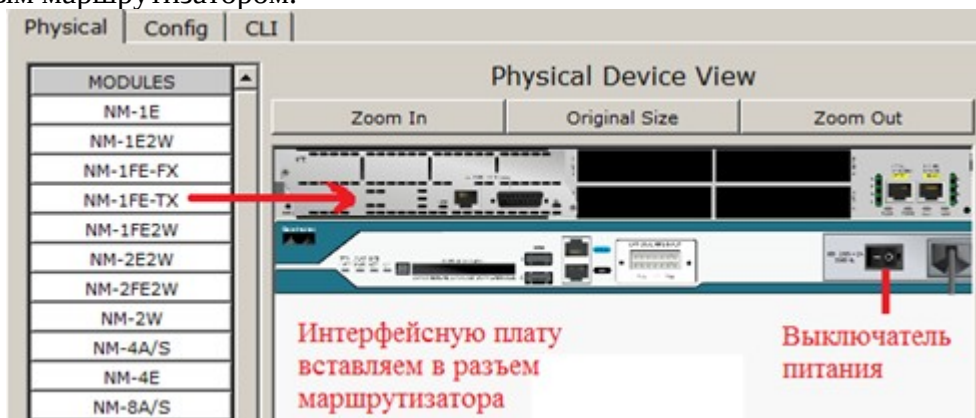 ым маршрутизатором.
Physical Config CLI
MODULES
NM-1E
NM-1E2W
NM-1FE-FX
NM-1FE-TX
NM-1FE2W
NM-2E2W
NM-2FE2W
NM-2W
NM-4A/S
NM-4E
NM-8A/S
Physical Device View
Zoom In Original Size Zoom Out
Интерфейсную плату
вставляем в разъем
маршрутизатора
Выключатель
питания